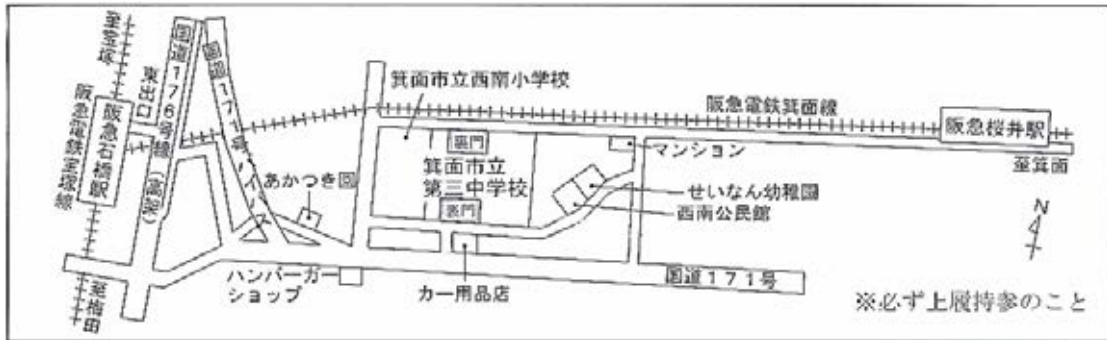 至宝塚
阪急電鉄宝塚線
阪急石橋駅
東出口
国道176号線(高架)
国道171号
バイパス
あかつき園
ハンバーガー
ショップ
箕面市立西南小学校
裏門
箕面市立
第三中学校
裏門
カー用品店
阪急電鉄箕面線
マンション
せいなん幼稚園
西南公民館
国道171号
阪急桜井駅
至箕面
N
至梅田
※必ず上履持参のこと